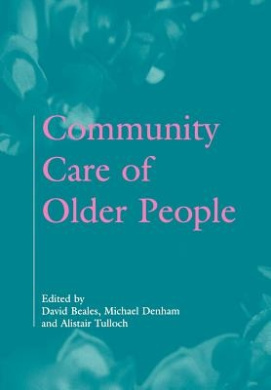 Community
Care of
Older People
Edited by
David Beales, Michael Denham
and Alistair Tulloch